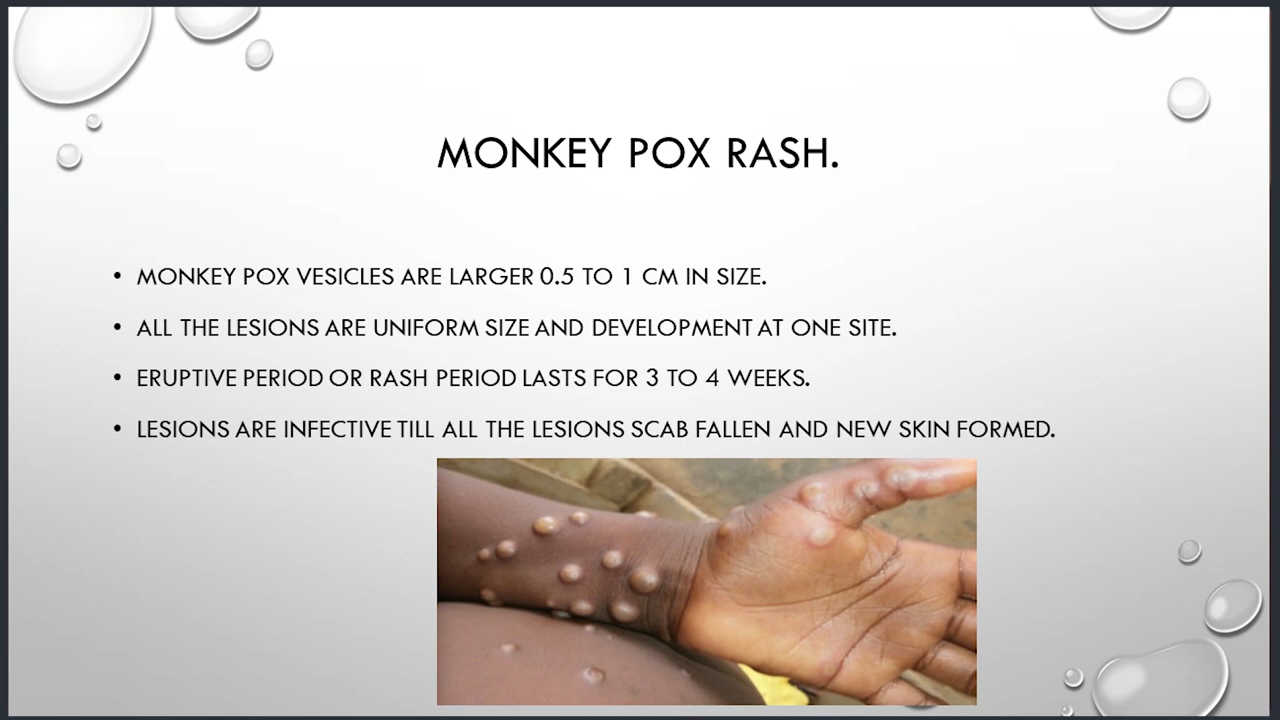 MONKEY POX RASH.
• MONKEY POX VESICLES ARE LARGER 0.5 TO 1 CM IN SIZE.
• ALL THE LESIONS ARE UNIFORM SIZE AND DEVELOPMENT AT ONE SITE.
• ERUPTIVE PERIOD OR RASH PERIOD LASTS FOR 3 TO 4 WEEKS.
• LESIONS ARE INFECTIVE TILL ALL THE LESIONS SCAB FALLEN AND NEW SKIN FORMED.